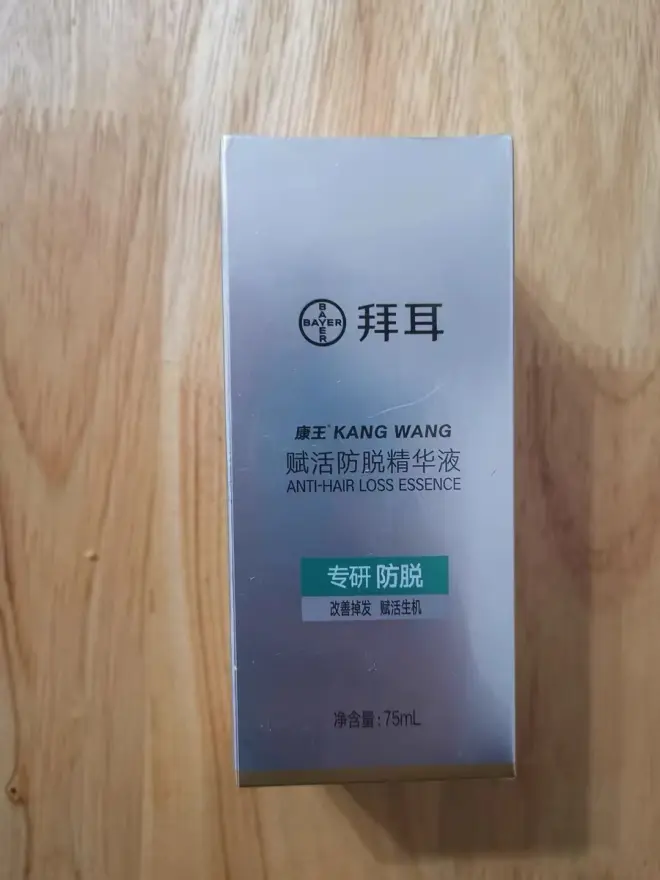 BAYER BAYER 拜耳
康王® KANG WANG
赋活防脱精华液
ANTI-HAIR LOSS ESSENCE
专研 防脱
改善掉发 赋活生机
净含量:75mL